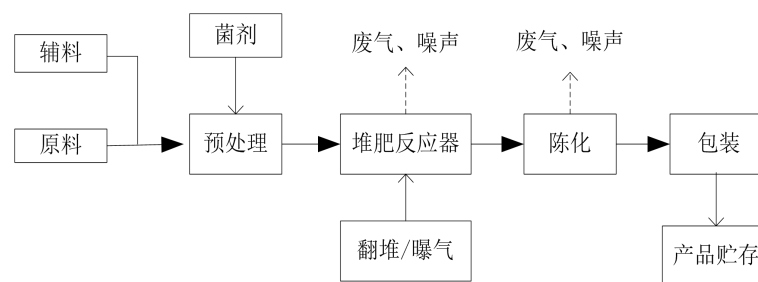 菌剂
废气、噪声
废气、噪声
辅料
原料
预处理
堆肥反应器
陈化
包装
翻堆/曝气
产品贮存